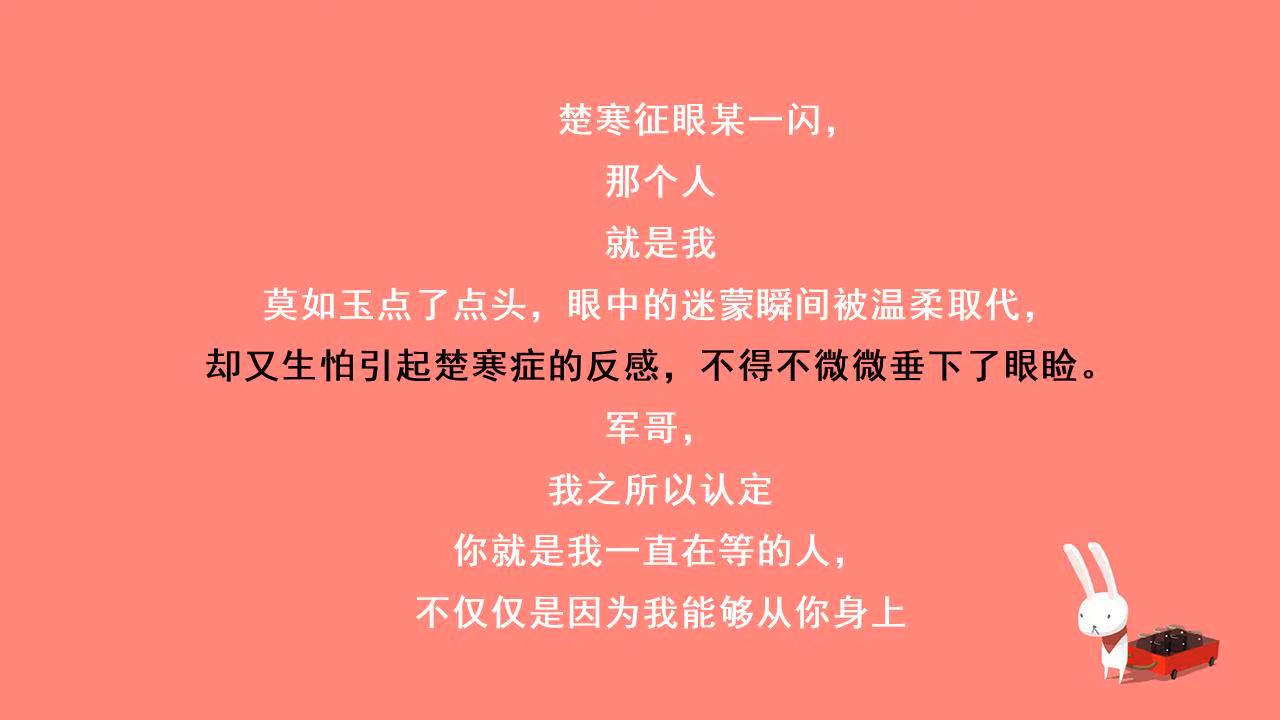 楚寒征眼某一闪，
那个人
就是我
莫如玉点了点头，眼中的迷蒙瞬间被温柔取代，
却又生怕引起楚寒症的反感，不得不微微垂下了眼睑。
军哥，
我之所以认定
你就是我一直在等的人，
不仅仅是因为我能够从你身上